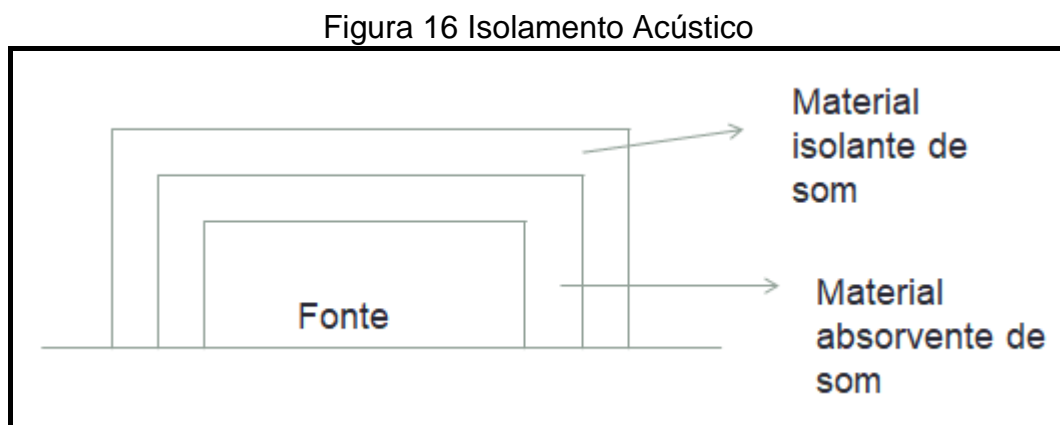 Figura 16 Isolamento Acústico
Material
isolante de
som
Fonte
Material
absorvente de
som